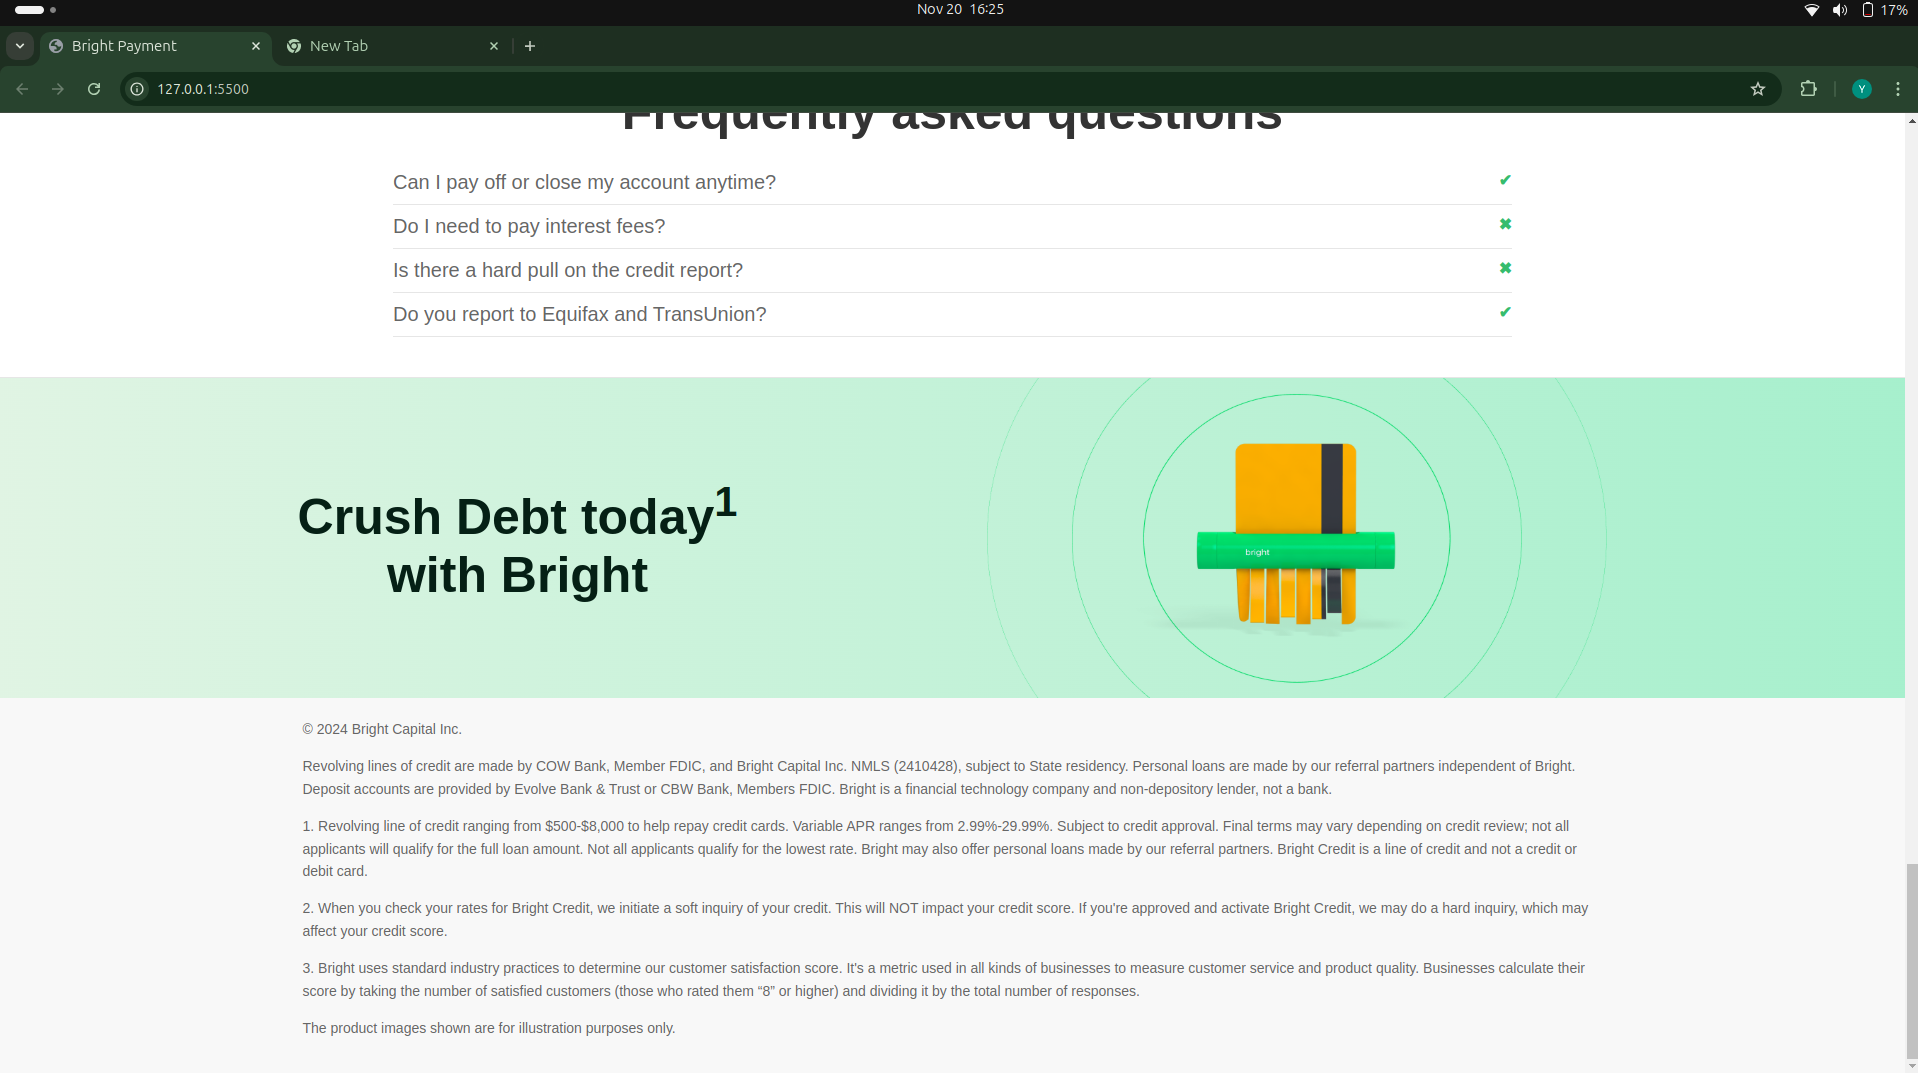 Nov 20 16:25
17%
Bright Payment
New Tab
127.0.0.1:5500
Y
Frequently asked questions
Can I pay off or close my account anytime? ✔
Do I need to pay interest fees? ✖
Is there a hard pull on the credit report? ✖
Do you report to Equifax and TransUnion? ✔
Crush Debt today1
with Bright
bright
© 2024 Bright Capital Inc.
Revolving lines of credit are made by COW Bank, Member FDIC, and Bright Capital Inc. NMLS (2410428), subject to State residency. Personal loans are made by our referral partners independent of Bright.
Deposit accounts are provided by Evolve Bank & Trust or CBW Bank, Members FDIC. Bright is a financial technology company and non-depository lender, not a bank.
1. Revolving line of credit ranging from $500-$8,000 to help repay credit cards. Variable APR ranges from 2.99%-29.99%. Subject to credit approval. Final terms may vary depending on credit review; not all
applicants will qualify for the full loan amount. Not all applicants qualify for the lowest rate. Bright may also offer personal loans made by our referral partners. Bright Credit is a line of credit and not a credit or
debit card.
2. When you check your rates for Bright Credit, we initiate a soft inquiry of your credit. This will NOT impact your credit score. If you're approved and activate Bright Credit, we may do a hard inquiry, which may
affect your credit score.
3. Bright uses standard industry practices to determine our customer satisfaction score. It's a metric used in all kinds of businesses to measure customer service and product quality. Businesses calculate their
score by taking the number of satisfied customers (those who rated them “8” or higher) and dividing it by the total number of responses.
The product images shown are for illustration purposes only.